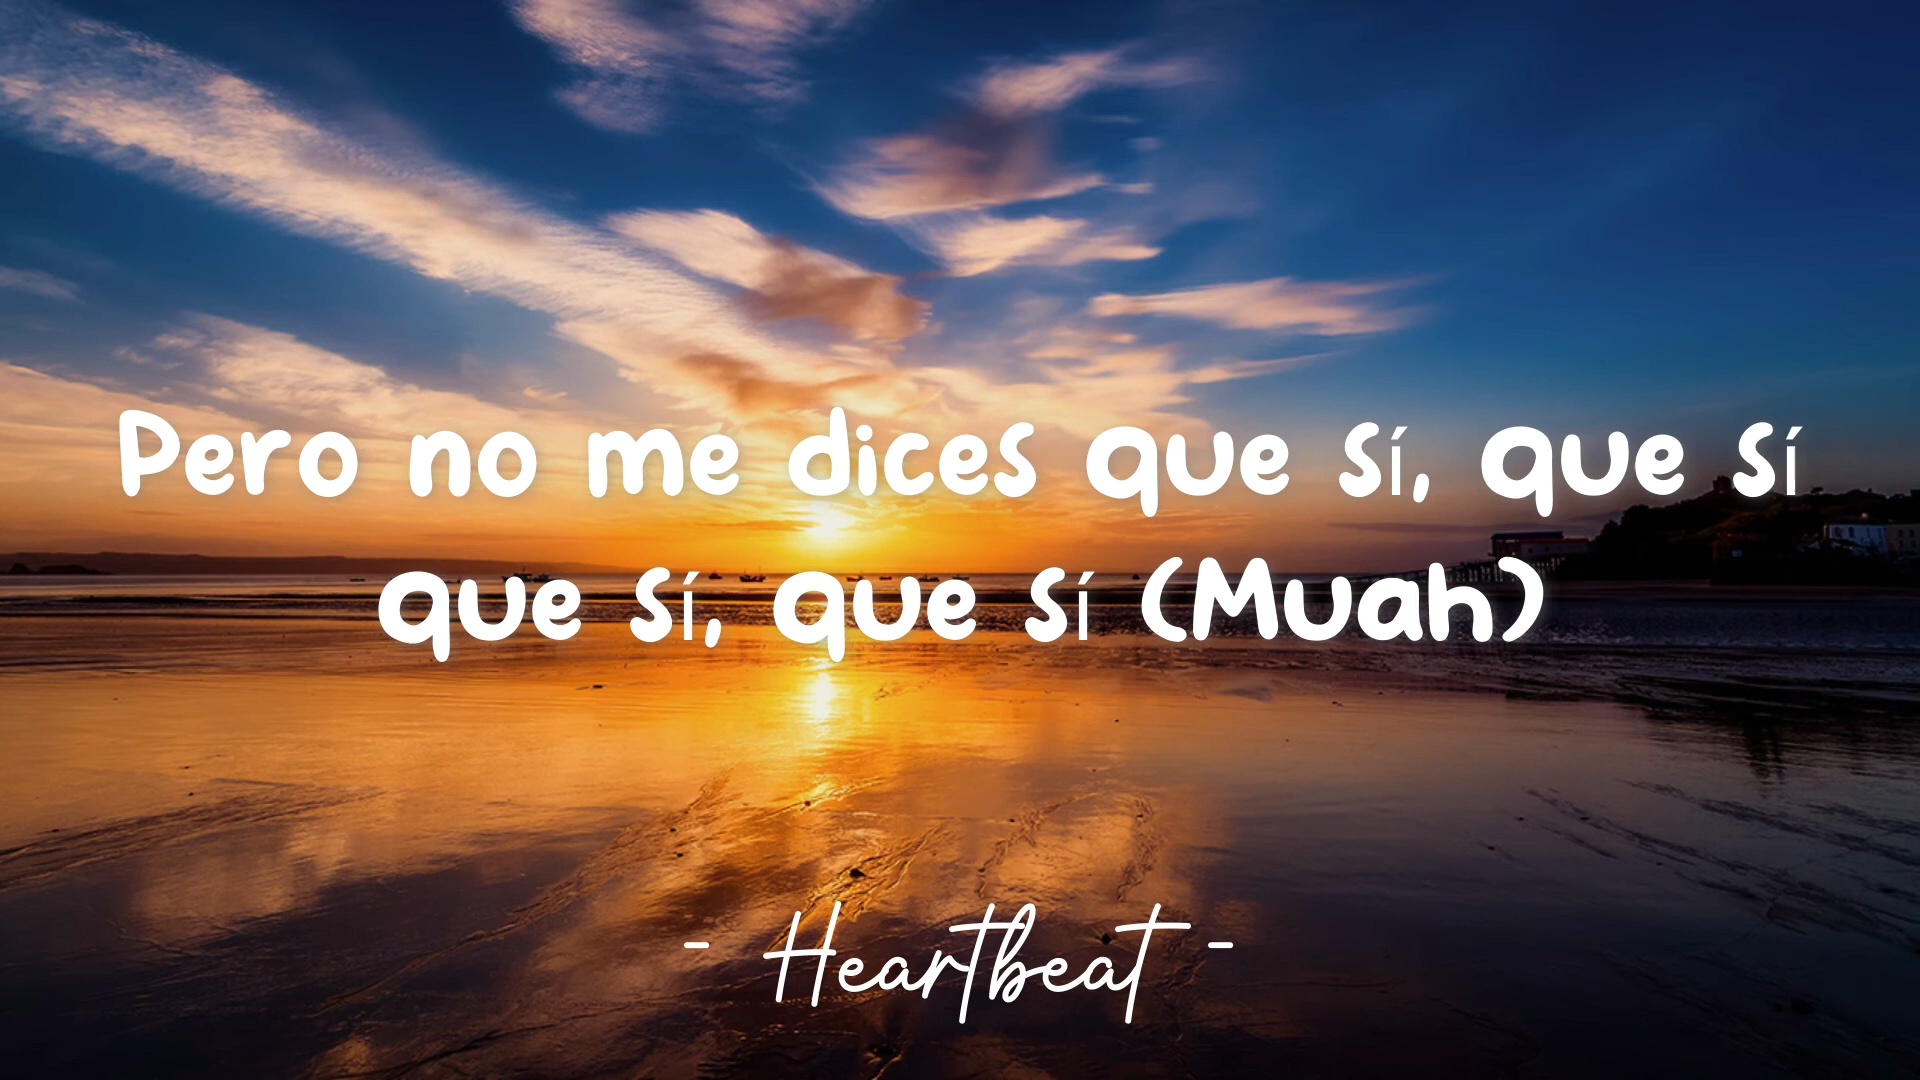 Pero no me dices que sí, que sí
que sí, que sí (Muah)
- Heartbeat -